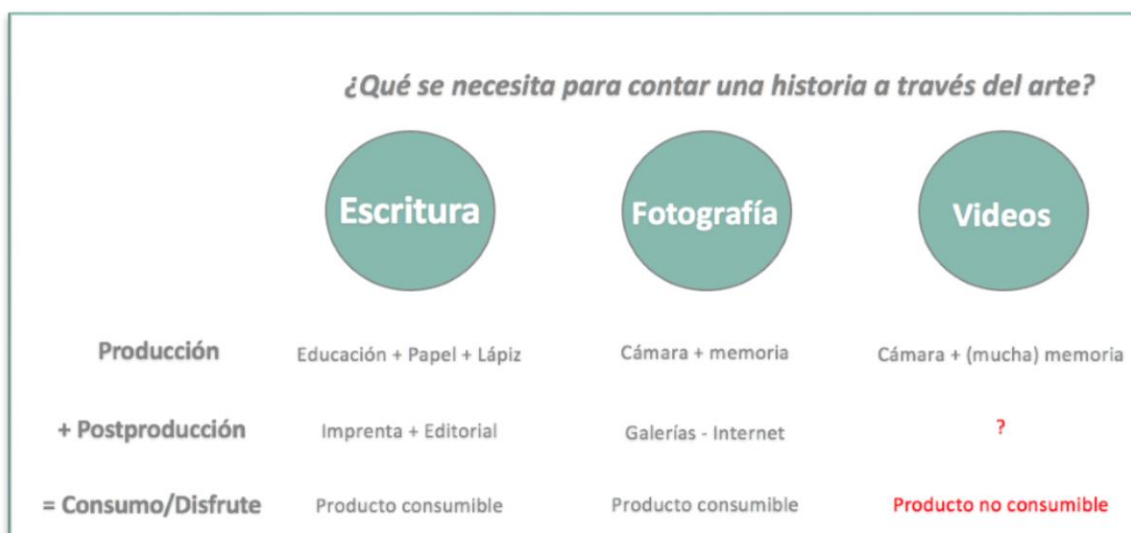 ¿Qué se necesita para contar una historia a través del arte?
Escritura
Fotografía
Videos
Producción
Educación + Papel + Lápiz
Cámara + memoria
Cámara + (mucha) memoria
+ Postproducción
Imprenta + Editorial
Galerías - Internet
?
= Consumo/Disfrute
Producto consumible
Producto consumible
Producto no consumible